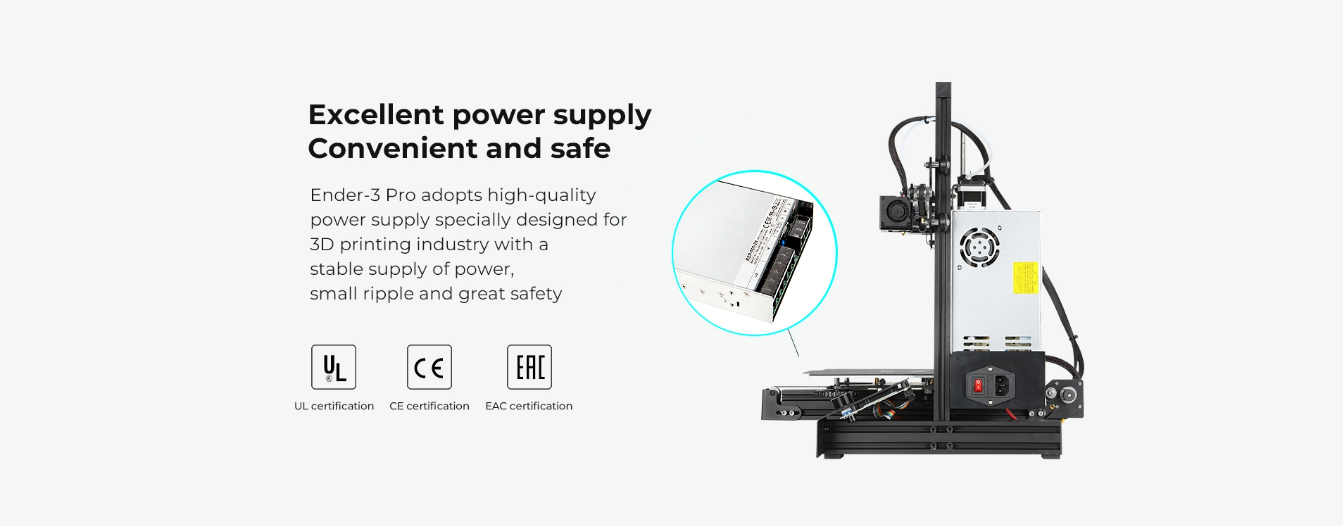 Excellent power supply
Convenient and safe
Ender-3 Pro adopts high-quality
power supply specially designed for
3D printing industry with a
stable supply of power,
small ripple and great safety
UL
CE
EAC
UL certification
CE certification
EAC certification